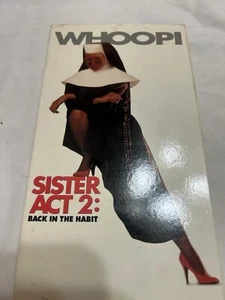 WHOOPI
SISTER
ACT 2:
BACK IN THE HABIT